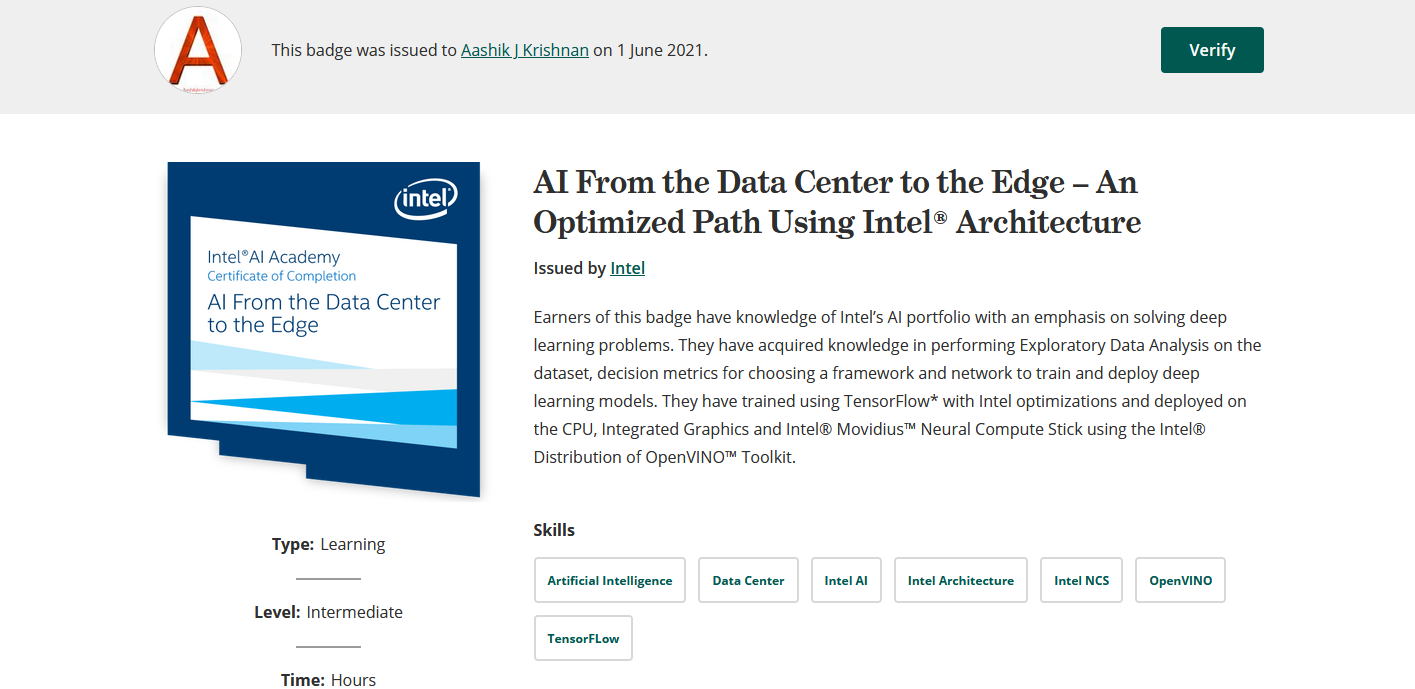 A
This badge was issued to Aashik J Krishnan on 1 June 2021.
Verify
intel
Intel®AI Academy
Certificate of Completion
AI From the Data Center
to the Edge
Type: Learning
Level: Intermediate
Time: Hours
AI From the Data Center to the Edge – An
Optimized Path Using Intel® Architecture
Issued by Intel
Earners of this badge have knowledge of Intel’s AI portfolio with an emphasis on solving deep
learning problems. They have acquired knowledge in performing Exploratory Data Analysis on the
dataset, decision metrics for choosing a framework and network to train and deploy deep
learning models. They have trained using TensorFlow* with Intel optimizations and deployed on
the CPU, Integrated Graphics and Intel® Movidius™ Neural Compute Stick using the Intel®
Distribution of OpenVINO™ Toolkit.
Skills
Artificial Intelligence
Data Center
Intel AI
Intel Architecture
Intel NCS
OpenVINO
TensorFLow